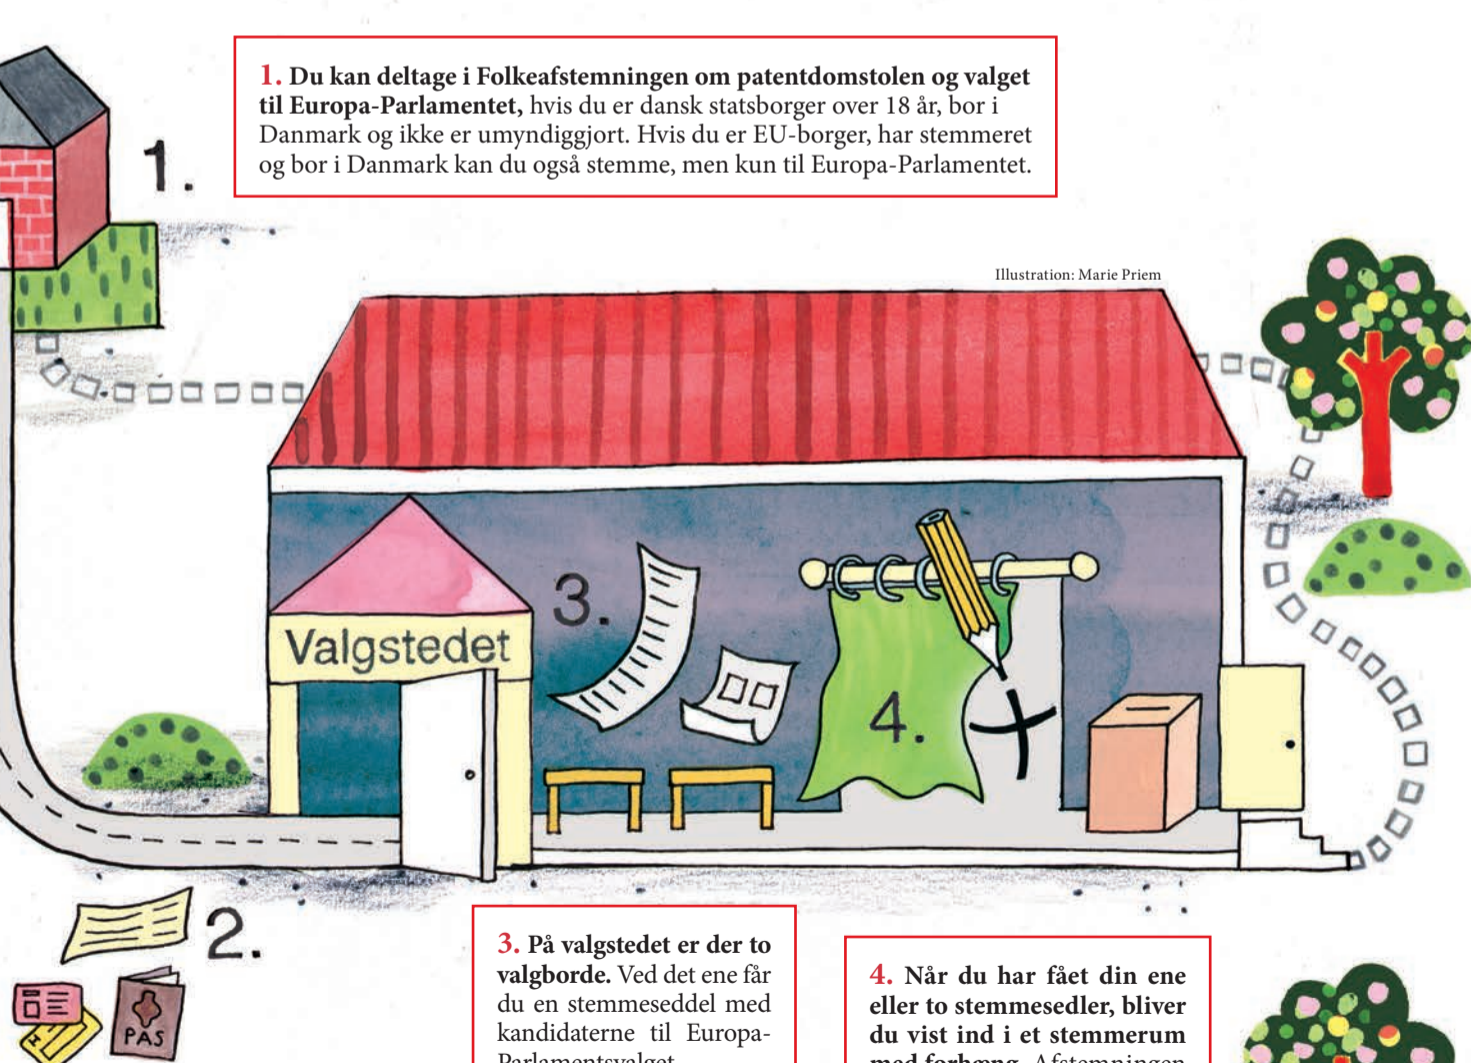 1. Du kan deltage i Folkeafstemningen om patentdomstolen og valget
til Europa-Parlamentet, hvis du er dansk statsborger over 18 år, bor i
Danmark og ikke er umyndiggjort. Hvis du er EU-borger, har stemmeret
og bor i Danmark kan du også stemme, men kun til Europa-Parlamentet.
1.
Illustration: Marie Priem
3.
Valgstedet
4.
2.
PAS
3. På valgstedet er der to
valgborde. Ved det ene får
du en stemmeseddel med
kandidaterne til Europa-
Parlamentsvalget
4. Når du har fået din ene
eller to stemmesedler, bliver
du vist ind i et stemmerum
med forhæng. Afstemningen